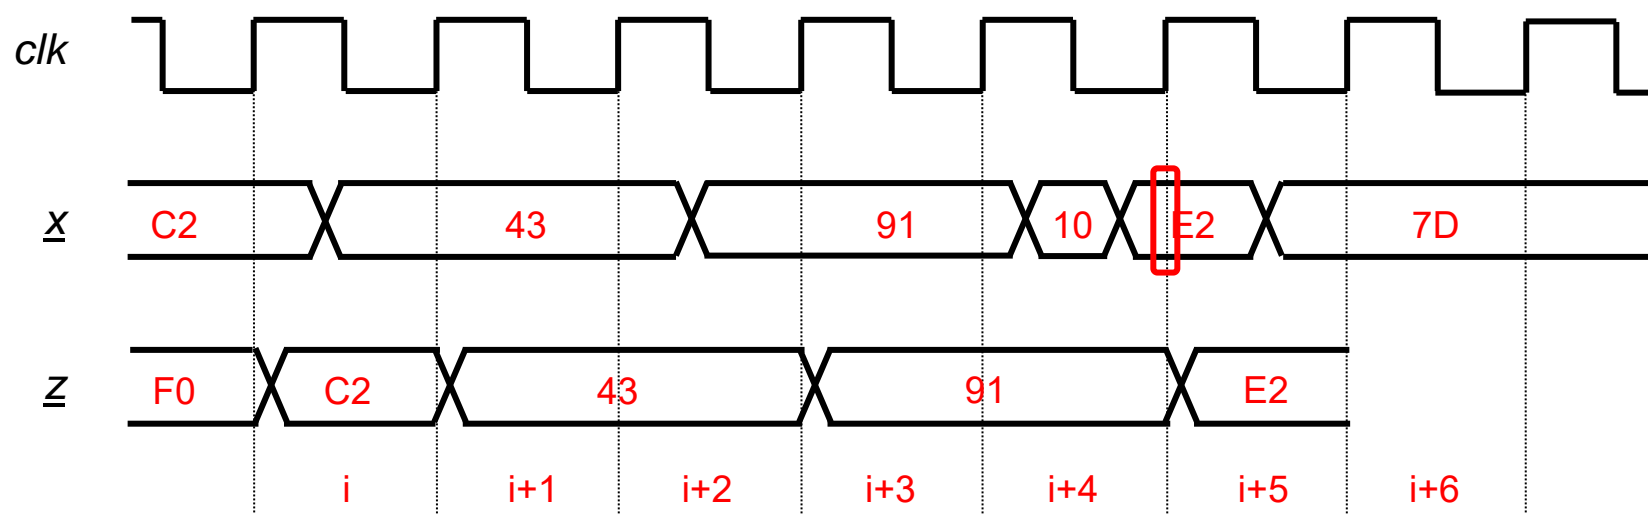 clk
x C2 43 91 10 E2 7D
z F0 C2 43 91 E2
i i+1 i+2 i+3 i+4 i+5 i+6